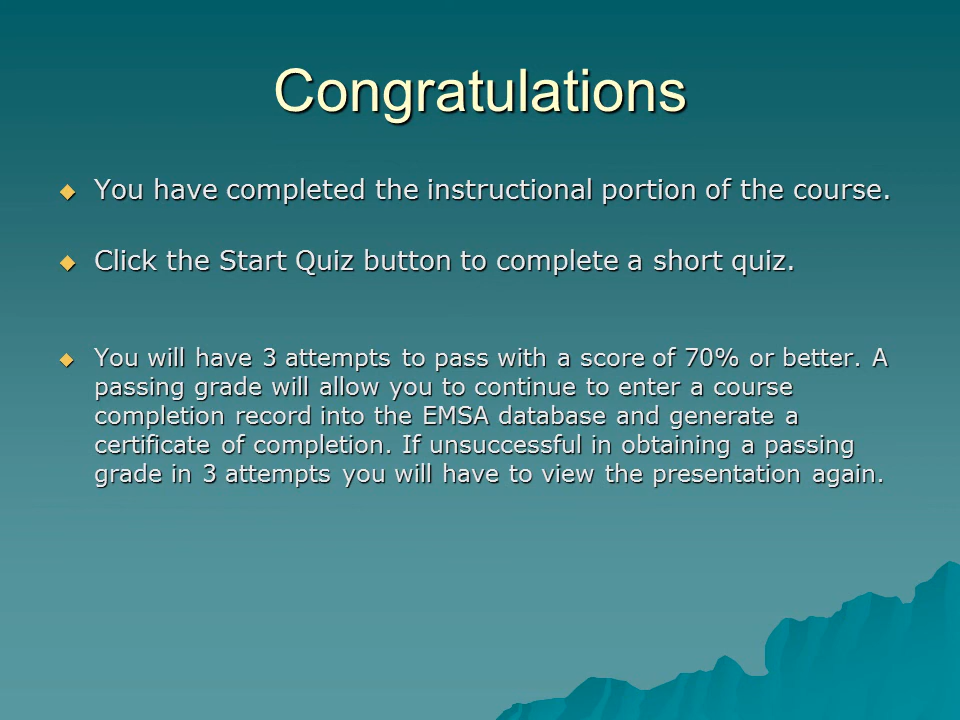 Congratulations
You have completed the instructional portion of the course.
Click the Start Quiz button to complete a short quiz.
You will have 3 attempts to pass with a score of 70% or better. A
passing grade will allow you to continue to enter a course
completion record into the EMSA database and generate a
certificate of completion. If unsuccessful in obtaining a passing
grade in 3 attempts you will have to view the presentation again.